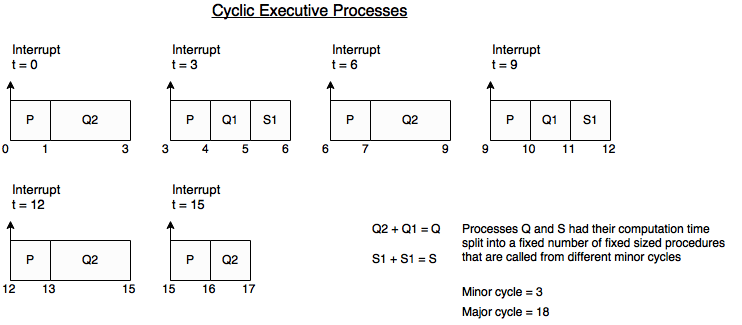 Cyclic Executive Processes
Interrupt
t = 0
P Q2
0 1 3
Interrupt
t = 3
P Q1 S1
3 4 5 6
Interrupt
t = 6
P Q2
6 7 9
Interrupt
t = 9
P Q1 S1
9 10 11 12
Interrupt
t = 12
P Q2
12 13 15
Interrupt
t = 15
P Q2
15 16 17
Q2 + Q1 = Q
S1 + S1 = S
Processes Q and S had their computation time
split into a fixed number of fixed sized procedures
that are called from different minor cycles
Minor cycle = 3
Major cycle = 18